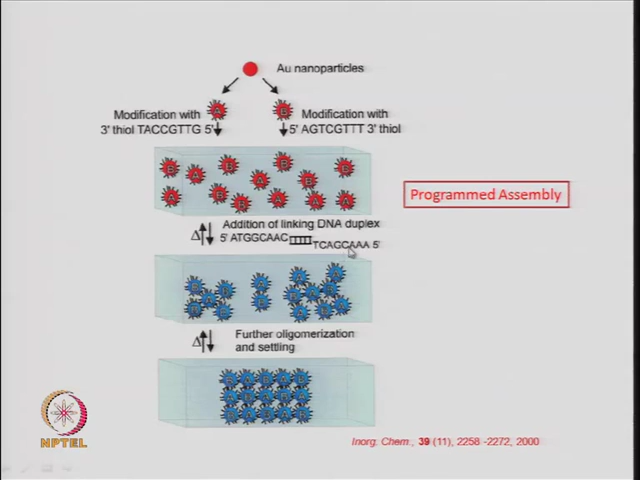 Au nanoparticles
Modification with
3' thiol TACCGTTG 5'
Modification with
5' AGTCGTTT 3' thiol
Programmed Assembly
Addition of linking DNA duplex
Δ
5' ATGGCAAC
TCAGCAAA 5'
Δ
Further oligomerization
and settling
NPTEL
Inorg. Chem., 39 (11), 2258 -2272, 2000